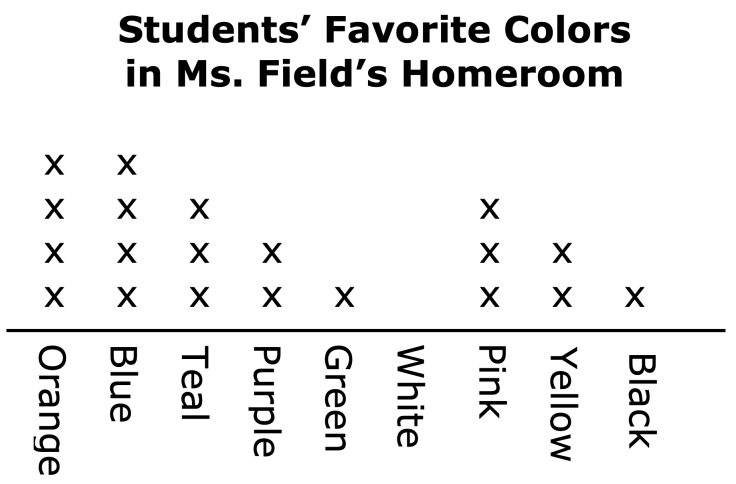 Students’ Favorite Colors
in Ms. Field’s Homeroom
x x
x x x x
x x x x x x
x x x x x x x x
Orange Blue Teal Purple Green White Pink Yellow Black